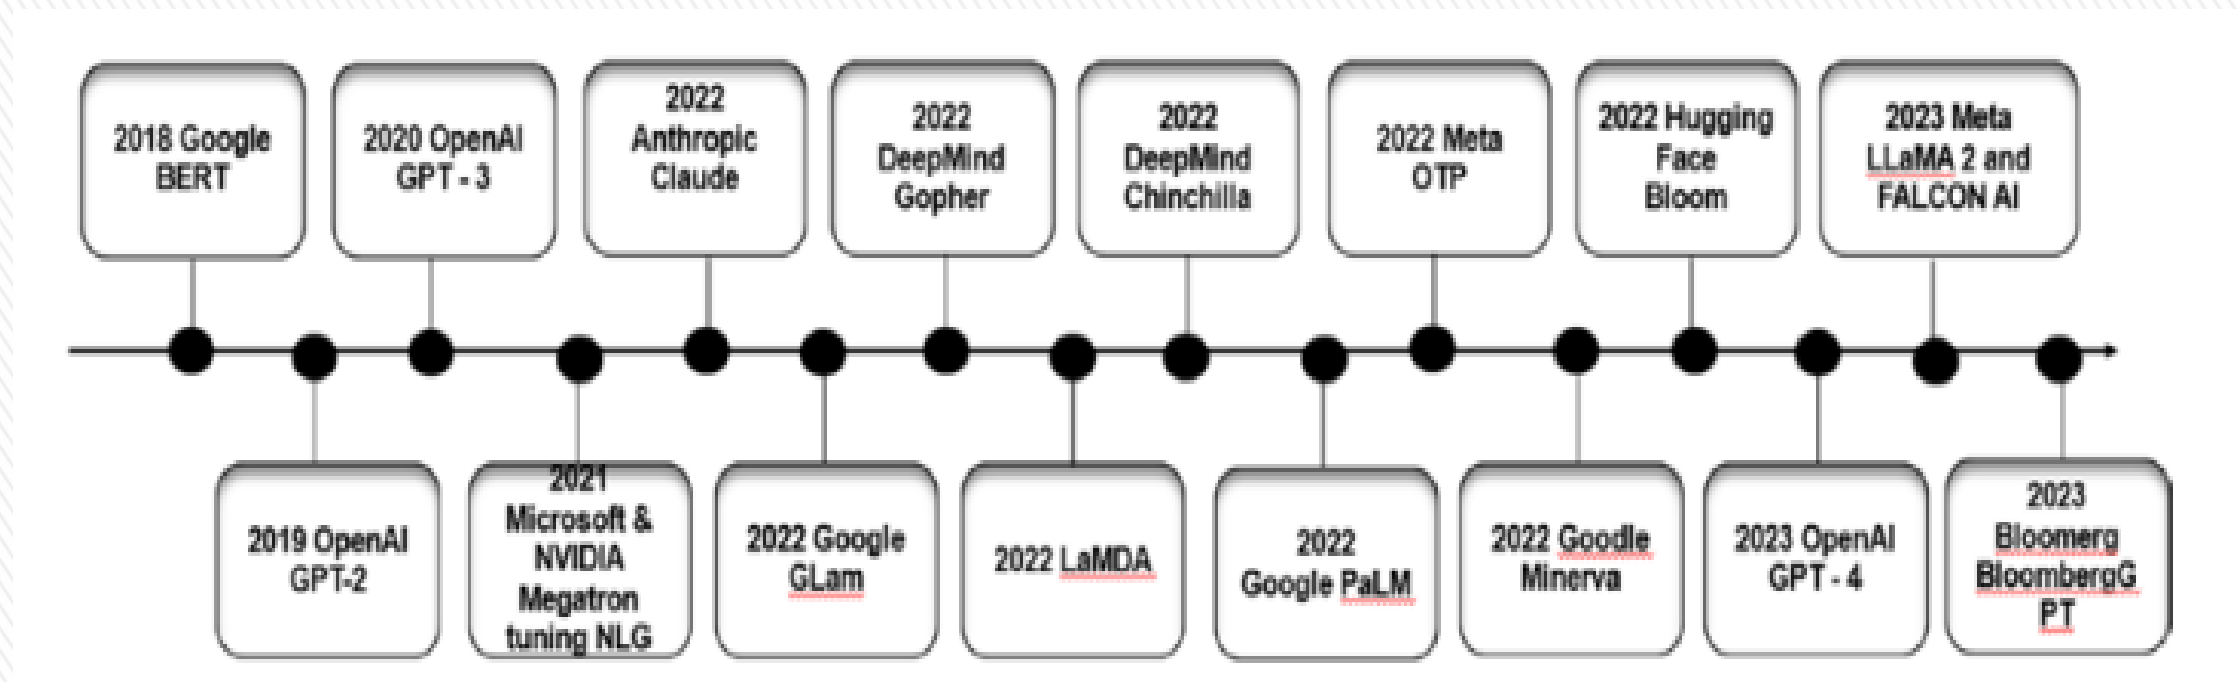 2018 Google
BERT
2020 OpenAI
GPT - 3
2022
Anthropic
Claude
2022
DeepMind
Gopher
2022
DeepMind
Chinchilla
2022 Meta
OTP
2022 Hugging
Face
Bloom
2023 Meta
LLaMA 2 and
FALCON AI
2019 OpenAI
GPT-2
2021
Microsoft &
NVIDIA
Megatron
tuning NLG
2022 Google
GLam
2022 LaMDA
2022
Google PaLM
2022 Goodle
Minerva
2023 OpenAI
GPT - 4
2023
Bloomerg
BloombergG
PT